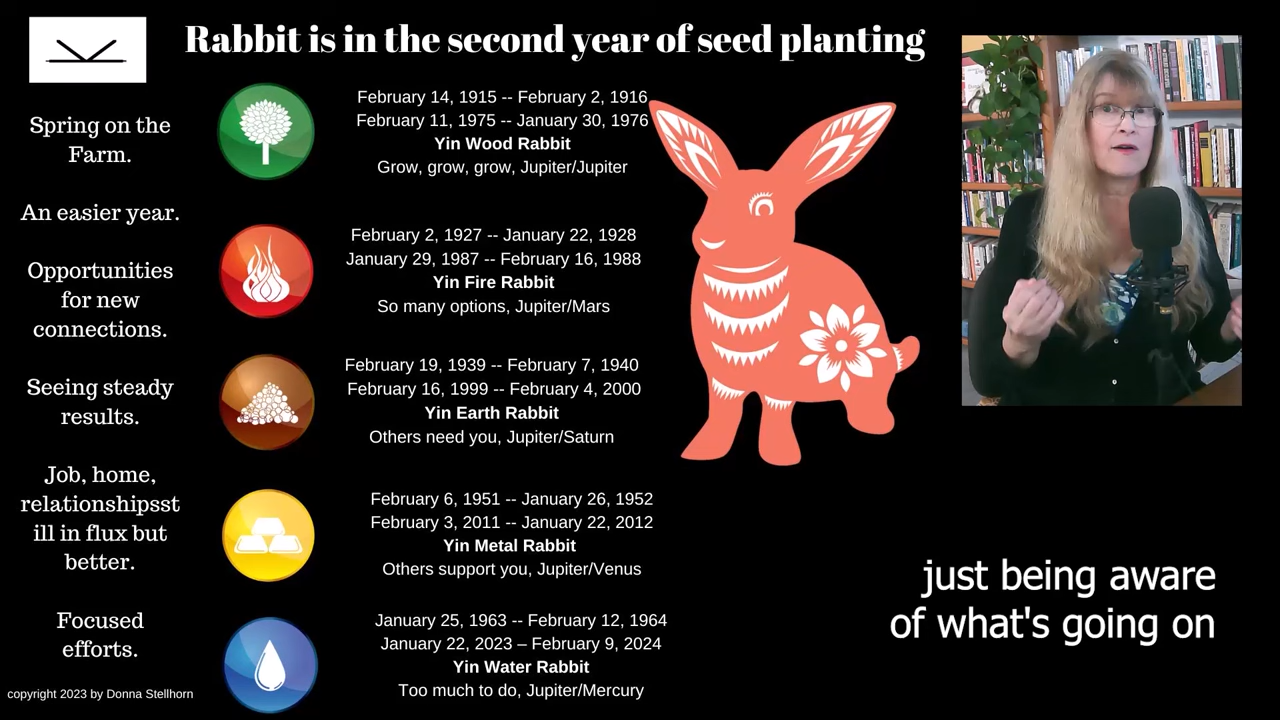 Rabbit is in the second year of seed planting
Spring on the
Farm.
An easier year.
Opportunities
for new
connections.
Seeing steady
results.
Job, home,
relationshipsst
ill in flux but
better.
Focused
efforts.
copyright 2023 by Donna Stellhorn
February 14, 1915 -- February 2, 1916
February 11, 1975 -- January 30, 1976
Yin Wood Rabbit
Grow, grow, grow, Jupiter/Jupiter
February 2, 1927 -- January 22, 1928
January 29, 1987 -- February 16, 1988
Yin Fire Rabbit
So many options, Jupiter/Mars
February 19, 1939 -- February 7, 1940
February 16, 1999 -- February 4, 2000
Yin Earth Rabbit
Others need you, Jupiter/Saturn
February 6, 1951 -- January 26, 1952
February 3, 2011 -- January 22, 2012
Yin Metal Rabbit
Others support you, Jupiter/Venus
January 25, 1963 -- February 12, 1964
January 22, 2023 – February 9, 2024
Yin Water Rabbit
Too much to do, Jupiter/Mercury
just being aware
of what's going on